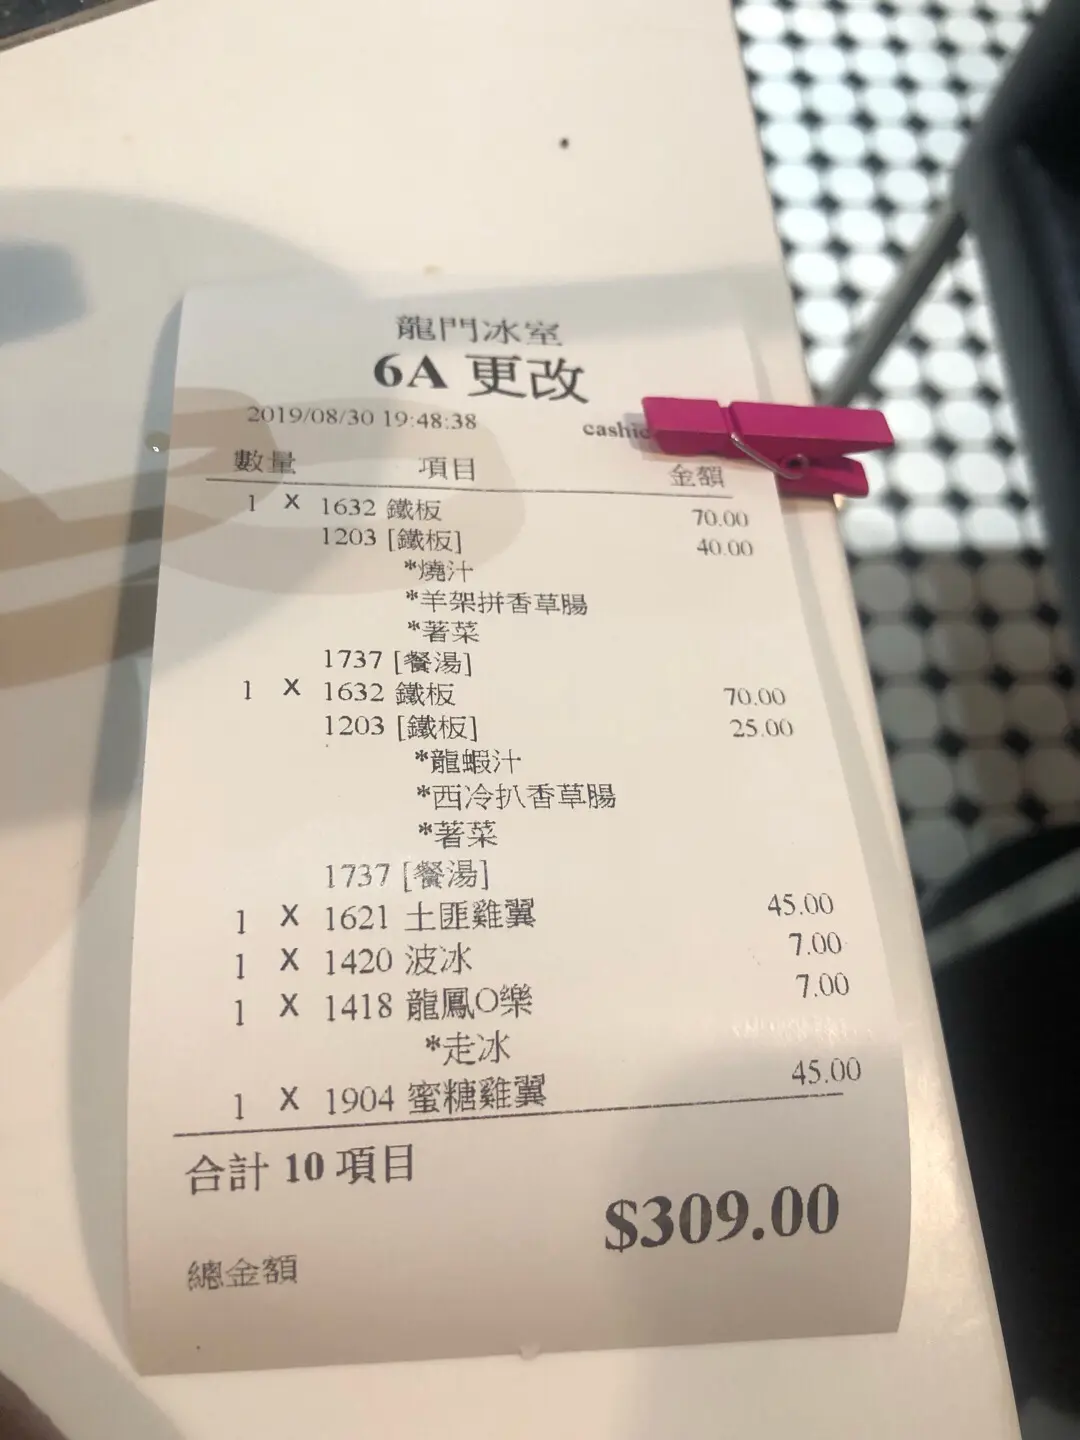 龍門冰室
6A 更改
2019/08/30 19:48:38 cashie
數量 項目 金額
1 X 1632 鐵板 70.00
1203 [鐵板] 40.00
*燒汁
*羊架拼香草腸
*著菜
1737 [餐湯]
1 X 1632 鐵板 70.00
1203 [鐵板] 25.00
*龍蝦汁
*西冷扒香草腸
*著菜
1737 [餐湯]
1 X 1621 土匪雞翼 45.00
1 X 1420 波冰 7.00
1 X 1418 龍鳳O樂 7.00
*走冰
1 X 1904 蜜糖雞翼 45.00
合計 10 項目
$309.00
總金額